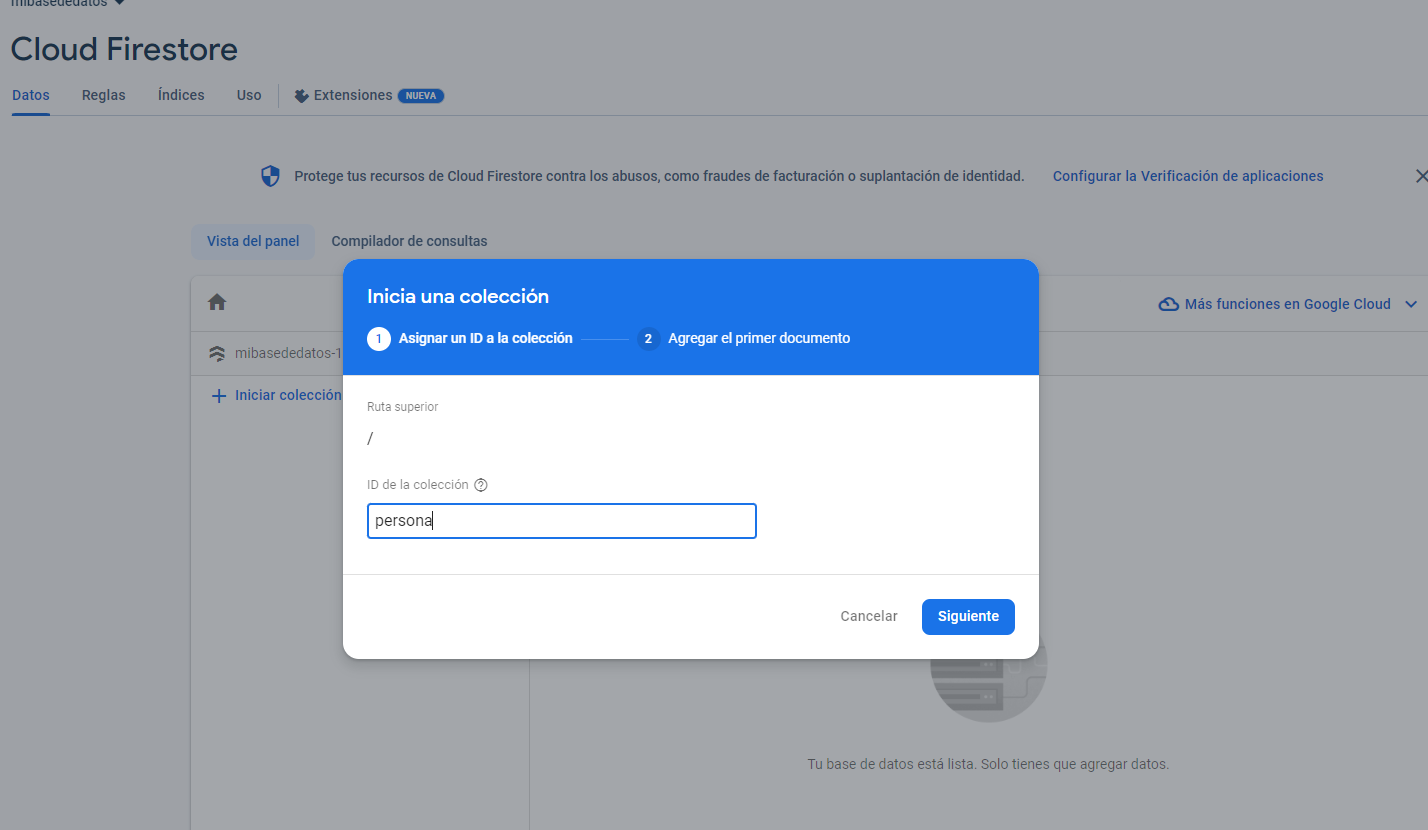 mibasededatos
Cloud Firestore
Datos Reglas Índices Uso Extensiones NUEVA
Protege tus recursos de Cloud Firestore contra los abusos, como fraudes de facturación o suplantación de identidad. Configurar la Verificación de aplicaciones
Vista del panel Compilador de consultas
Inicia una colección
Más funciones en Google Cloud
1 Asignar un ID a la colección 2 Agregar el primer documento
mibasededatos-1
Iniciar colección
Ruta superior
/
ID de la colección
persona
Cancelar Siguiente
Tu base de datos está lista. Solo tienes que agregar datos.